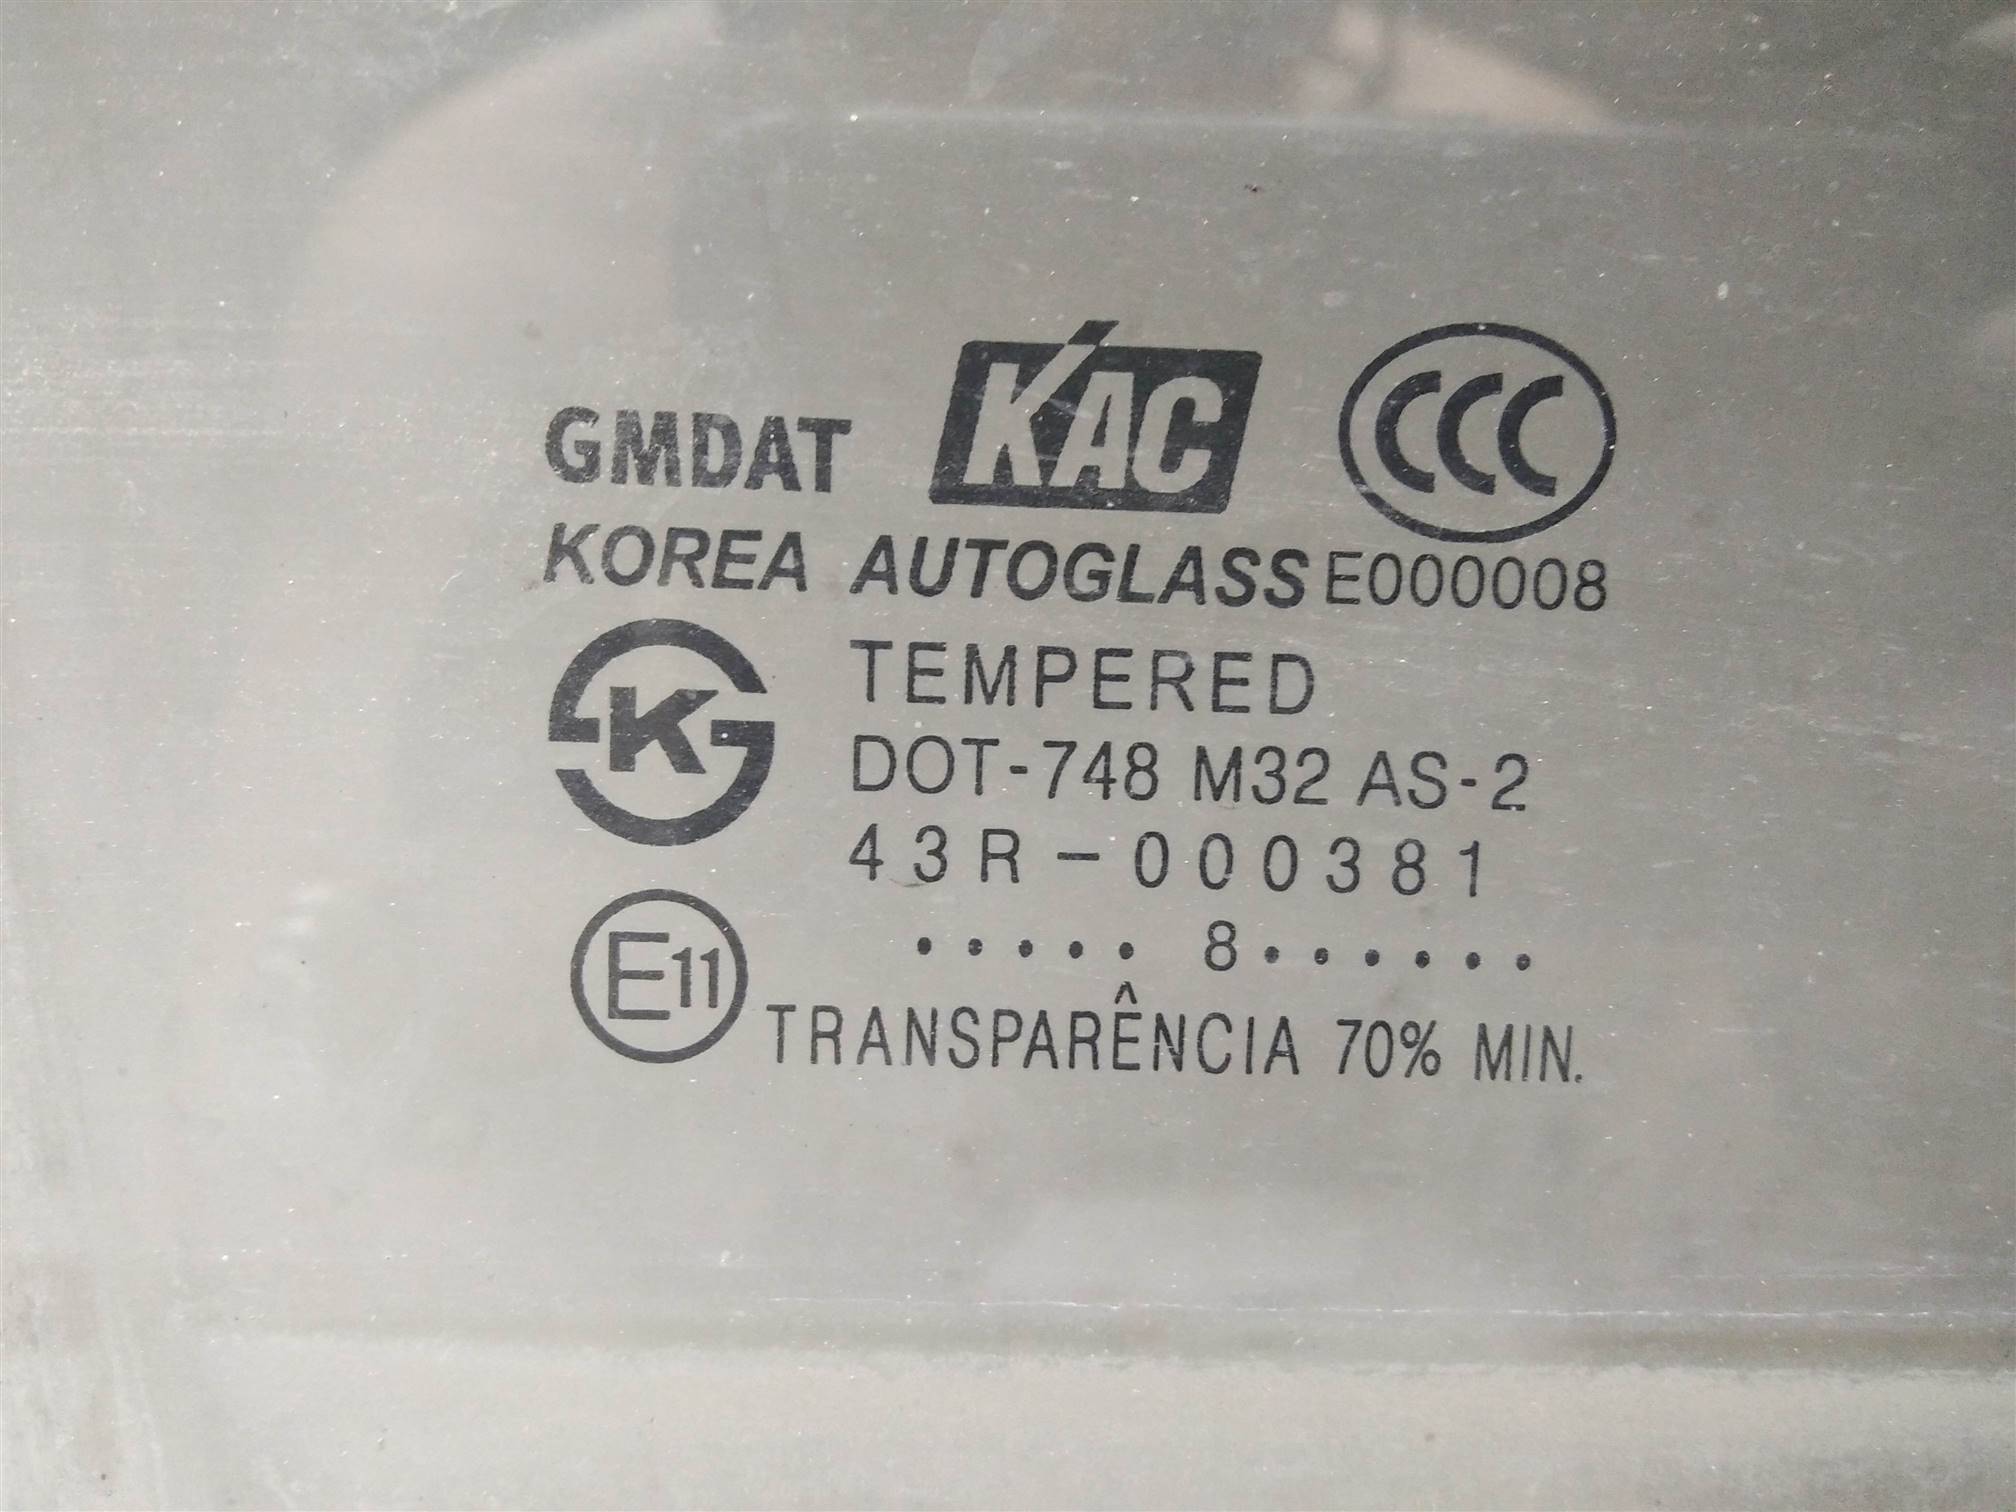 GMDAT KAC CCC
KOREA AUTOGLASS E000008
K TEMPERED
DOT-748 M32 AS-2
43R-000381
E11 ····· 8······
TRANSPARÊNCIA 70% MIN.